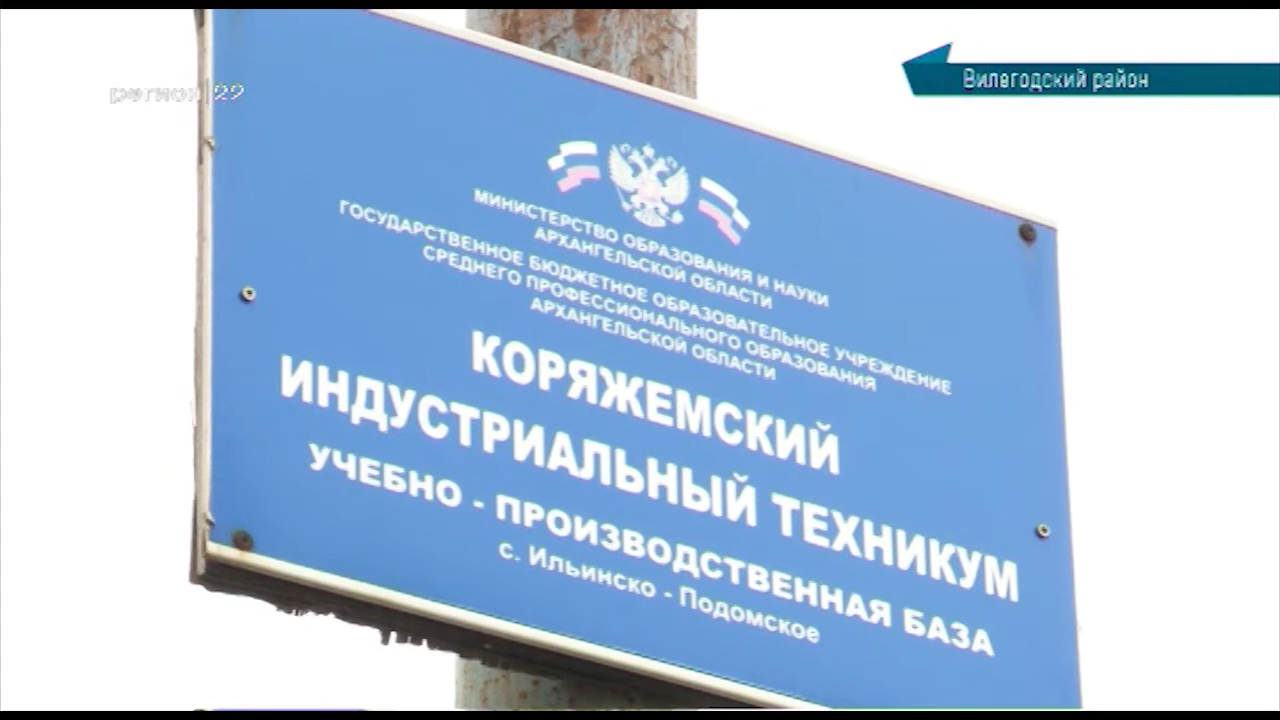 регион 29
Вилегодский район
МИНИСТЕРСТВО ОБРАЗОВАНИЯ И НАУКИ
АРХАНГЕЛЬСКОЙ ОБЛАСТИ
ГОСУДАРСТВЕННОЕ БЮДЖЕТНОЕ ОБРАЗОВАТЕЛЬНОЕ УЧРЕЖДЕНИЕ
СРЕДНЕГО ПРОФЕССИОНАЛЬНОГО ОБРАЗОВАНИЯ
АРХАНГЕЛЬСКОЙ ОБЛАСТИ
КОРЯЖЕМСКИЙ
ИНДУСТРИАЛЬНЫЙ ТЕХНИКУМ
УЧЕБНО - ПРОИЗВОДСТВЕННАЯ БАЗА
с. Ильинско - Подомское